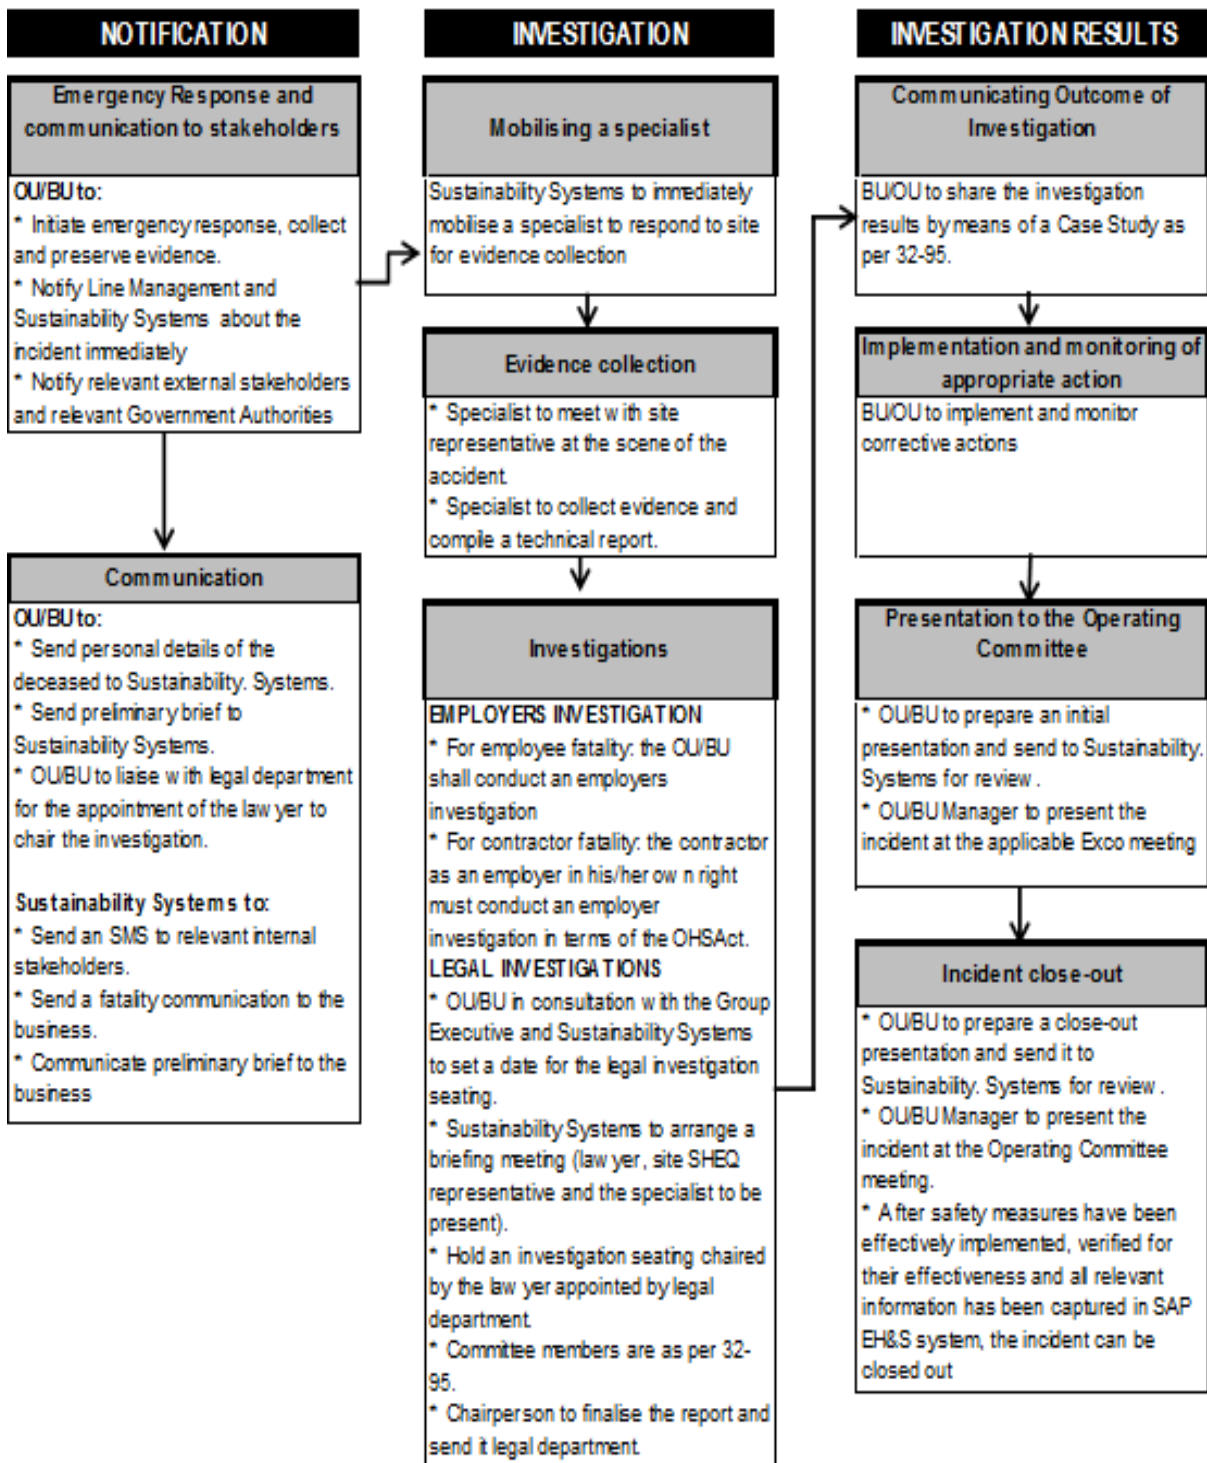 NOTIFICATION
Emergency Response and
communication to stakeholders
OU/BU to:
* Initiate emergency response, collect
and preserve evidence.
* Notify Line Management and
Sustainability Systems about the
incident immediately
* Notify relevant external stakeholders
and relevant Government Authorities
Communication
OU/BU to:
* Send personal details of the
deceased to Sustainability. Systems.
* Send preliminary brief to
Sustainability Systems.
* OU/BU to liaise with legal department
for the appointment of the lawyer to
chair the investigation.
Sustainability Systems to:
* Send an SMS to relevant internal
stakeholders.
* Send a fatality communication to the
business.
* Communicate preliminary brief to the
business
INVESTIGATION
Mobilising a specialist
Sustainability Systems to immediately
mobilise a specialist to respond to site
for evidence collection
Evidence collection
* Specialist to meet with site
representative at the scene of the
accident.
* Specialist to collect evidence and
compile a technical report.
Investigations
EMPLOYERS INVESTIGATION
* For employee fatality: the OU/BU
shall conduct an employers
investigation
* For contractor fatality: the contractor
as an employer in his/her own right
must conduct an employer
investigation in terms of the OHSAct.
LEGAL INVESTIGATIONS
* OU/BU in consultation with the Group
Executive and Sustainability Systems
to set a date for the legal investigation
seating.
* Sustainability Systems to arrange a
briefing meeting (lawyer, site SHEQ
representative and the specialist to be
present).
* Hold an investigation seating chaired
by the lawyer appointed by legal
department.
* Committee members are as per 32-
95.
* Chairperson to finalise the report and
send it legal department.
INVESTIGATION RESULTS
Communicating Outcome of
Investigation
BU/OU to share the investigation
results by means of a Case Study as
per 32-95.
Implementation and monitoring of
appropriate action
BU/OU to implement and monitor
corrective actions
Presentation to the Operating
Committee
* OU/BU to prepare an initial
presentation and send to Sustainability.
Systems for review.
* OU/BU Manager to present the
incident at the applicable Exco meeting
Incident close-out
* OU/BU to prepare a close-out
presentation and send it to
Sustainability. Systems for review.
* OU/BU Manager to present the
incident at the Operating Committee
meeting.
* After safety measures have been
effectively implemented, verified for
their effectiveness and all relevant
information has been captured in SAP
EH&S system, the incident can be
closed out